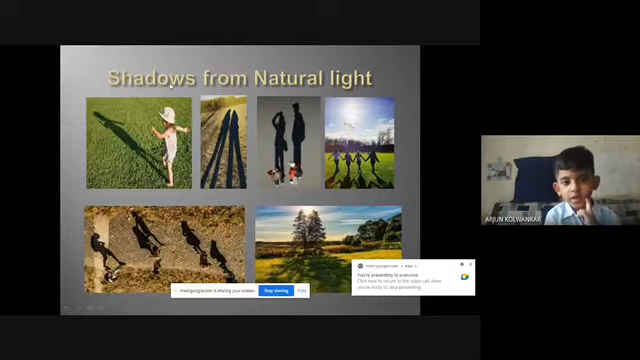 Shadows from Natural light
meet.google.com • now
You're presenting to everyone
Click here to return to the video call when
you're ready to stop presenting
meet.google.com is sharing your screen.
Stop sharing
Hide
ARJUN KOLWANKAR